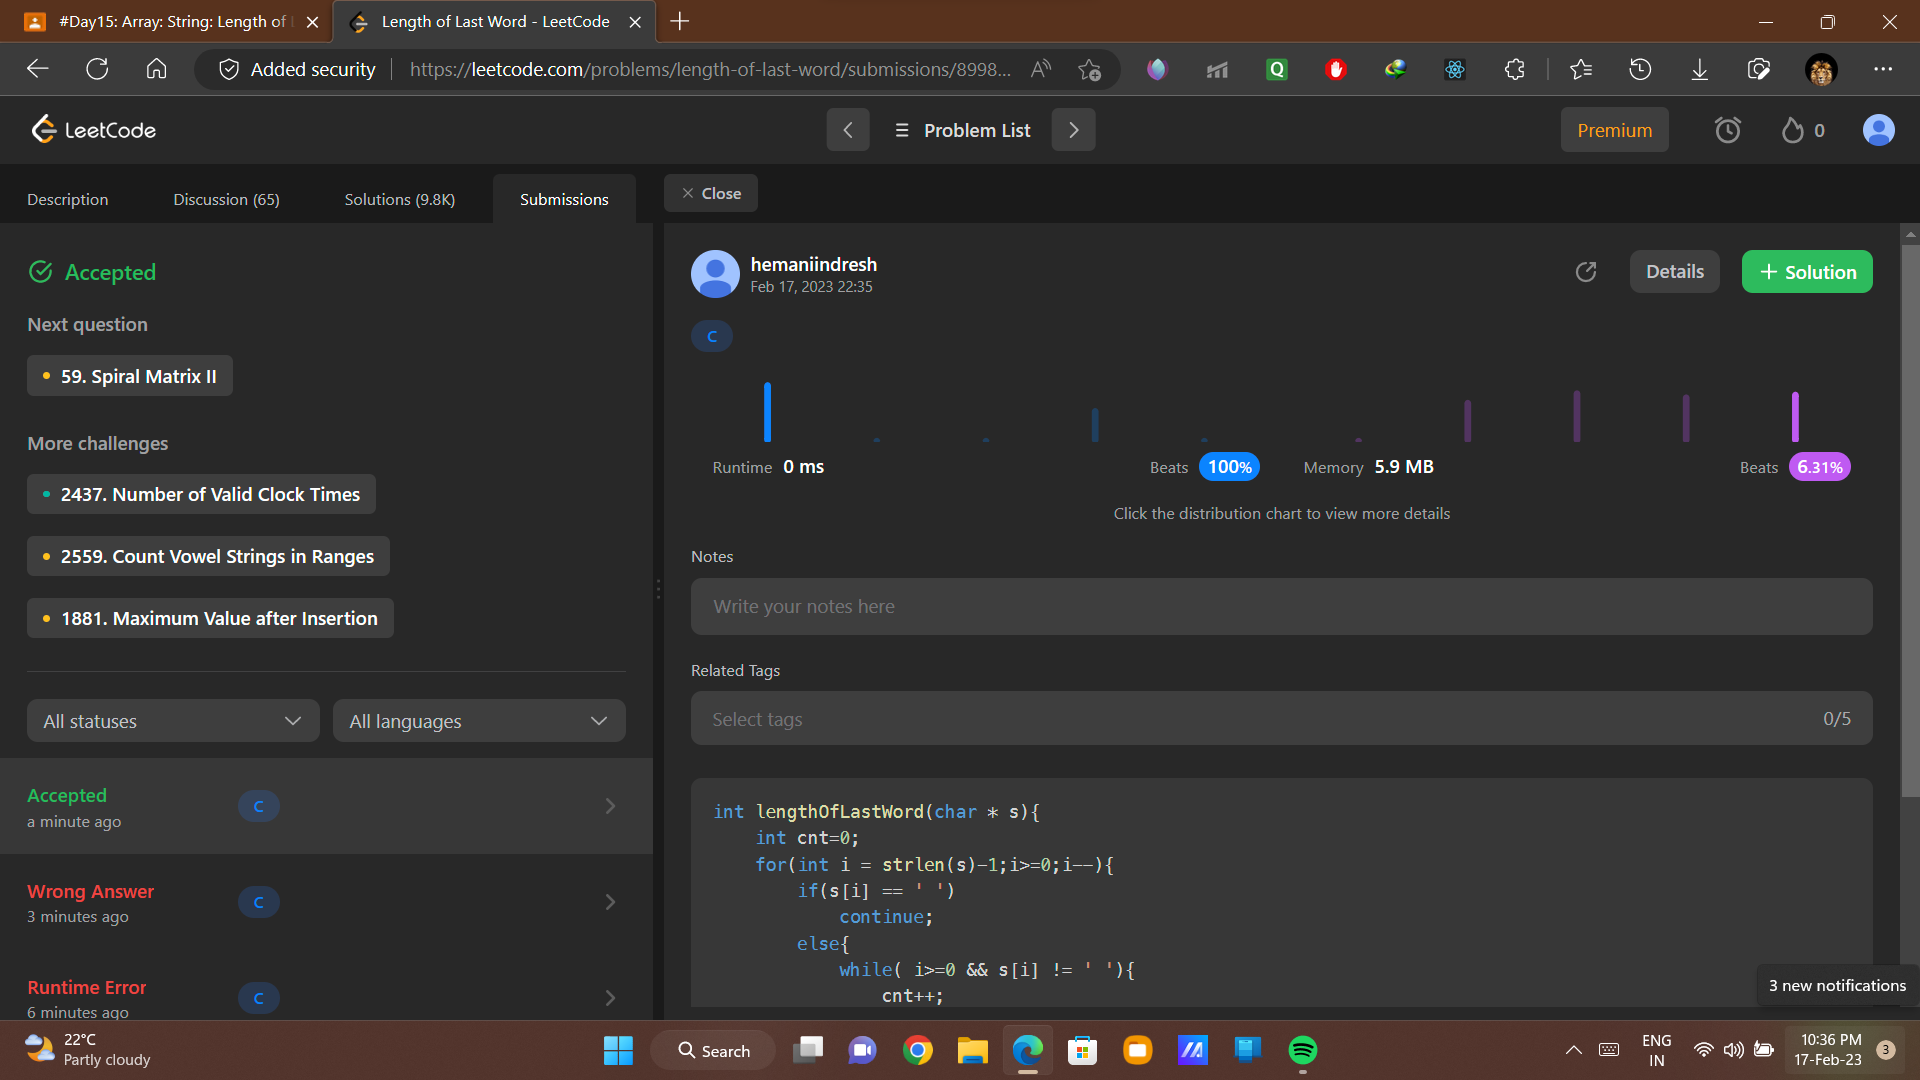 #Day15: Array: String: Length of
Length of Last Word - LeetCode
Added security
https://leetcode.com/problems/length-of-last-word/submissions/8998...
LeetCode
Problem List
Premium
0
Description
Discussion (65)
Solutions (9.8K)
Submissions
Close
Accepted
Next question
59. Spiral Matrix II
More challenges
2437. Number of Valid Clock Times
2559. Count Vowel Strings in Ranges
1881. Maximum Value after Insertion
All statuses
All languages
Accepted
a minute ago
C
Wrong Answer
3 minutes ago
C
Runtime Error
6 minutes ago
C
hemaniindresh
Feb 17, 2023 22:35
Details
+ Solution
C
Runtime 0 ms
Beats 100%
Memory 5.9 MB
Beats 6.31%
Click the distribution chart to view more details
Notes
Write your notes here
Related Tags
Select tags
0/5
int lengthOfLastWord(char * s){
int cnt=0;
for(int i = strlen(s)-1;i>=0;i--){
if(s[i] == ' ')
continue;
else{
while( i>=0 && s[i] != ' '){
cnt++;
3 new notifications
22°C
Partly cloudy
Search
ENG
IN
10:36 PM
17-Feb-23
3